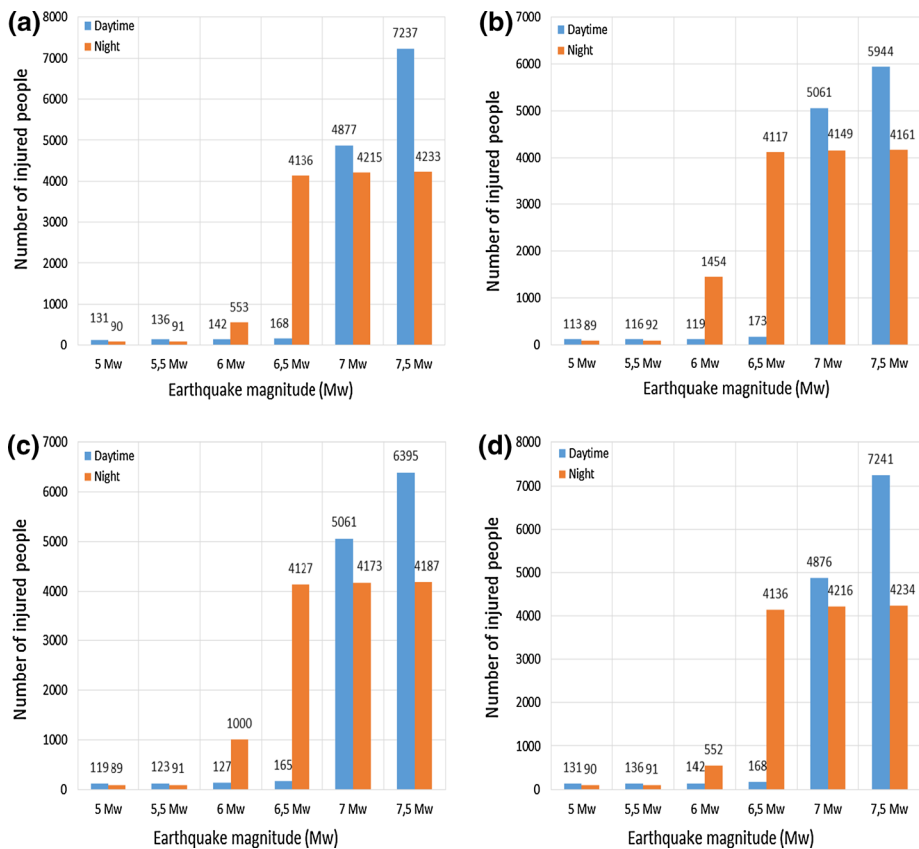 (a)
8000
7000
6000
5000
4000
3000
2000
1000
0
Number of injured people
Daytime
Night
131 90 136 91 142 553 168 4136 4877 4215 7237 4233
5 Mw 5,5 Mw 6 Mw 6,5 Mw 7 Mw 7,5 Mw
Earthquake magnitude (Mw)
(b)
7000
6000
5000
4000
3000
2000
1000
0
Number of injured people
Daytime
Night
113 89 116 92 119 1454 173 4117 5061 4149 5944 4161
5 Mw 5,5 Mw 6 Mw 6,5 Mw 7 Mw 7,5 Mw
Earthquake magnitude (Mw)
(c)
7000
6000
5000
4000
3000
2000
1000
0
Number of injured people
Daytime
Night
119 89 123 91 127 1000 165 4127 5061 4173 6395 4187
5 Mw 5,5 Mw 6 Mw 6,5 Mw 7 Mw 7,5 Mw
Earthquake magnitude (Mw)
(d)
8000
7000
6000
5000
4000
3000
2000
1000
0
Number of injured people
Daytime
Night
131 90 136 91 142 552 168 4136 4876 4216 7241 4234
5 Mw 5,5 Mw 6 Mw 6,5 Mw 7 Mw 7,5 Mw
Earthquake magnitude (Mw)